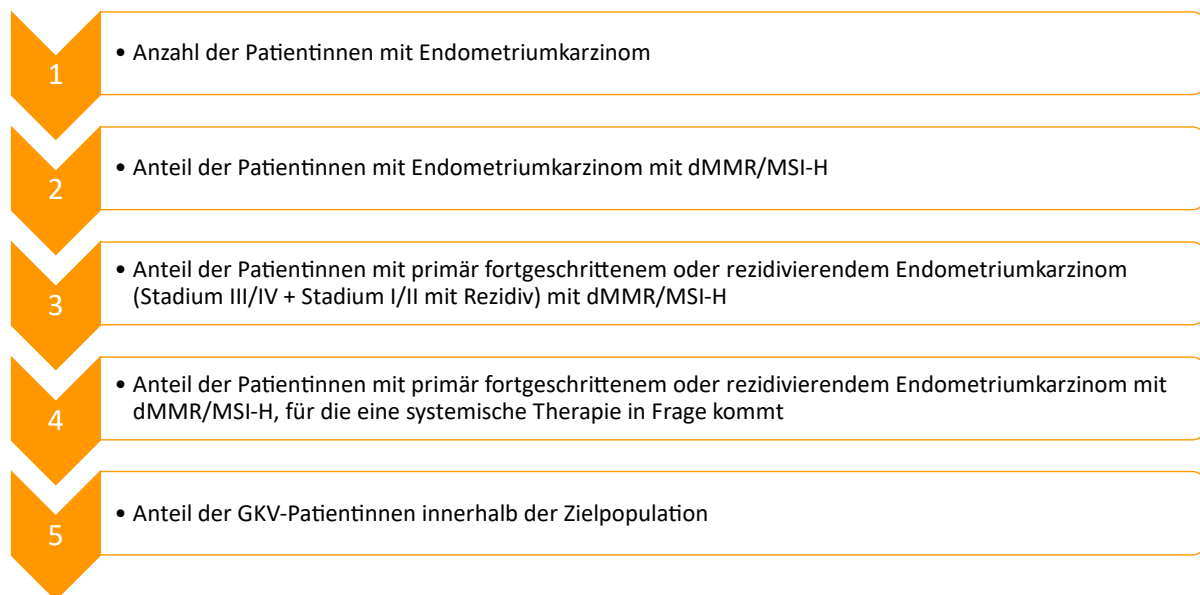 1
• Anzahl der Patientinnen mit Endometriumkarzinom
2
• Anteil der Patientinnen mit Endometriumkarzinom mit dMMR/MSI-H
3
• Anteil der Patientinnen mit primär fortgeschrittenem oder rezidivierendem Endometriumkarzinom
(Stadium III/IV + Stadium I/II mit Rezidiv) mit dMMR/MSI-H
4
• Anteil der Patientinnen mit primär fortgeschrittenem oder rezidivierendem Endometriumkarzinom mit
dMMR/MSI-H, für die eine systemische Therapie in Frage kommt
5
• Anteil der GKV-Patientinnen innerhalb der Zielpopulation